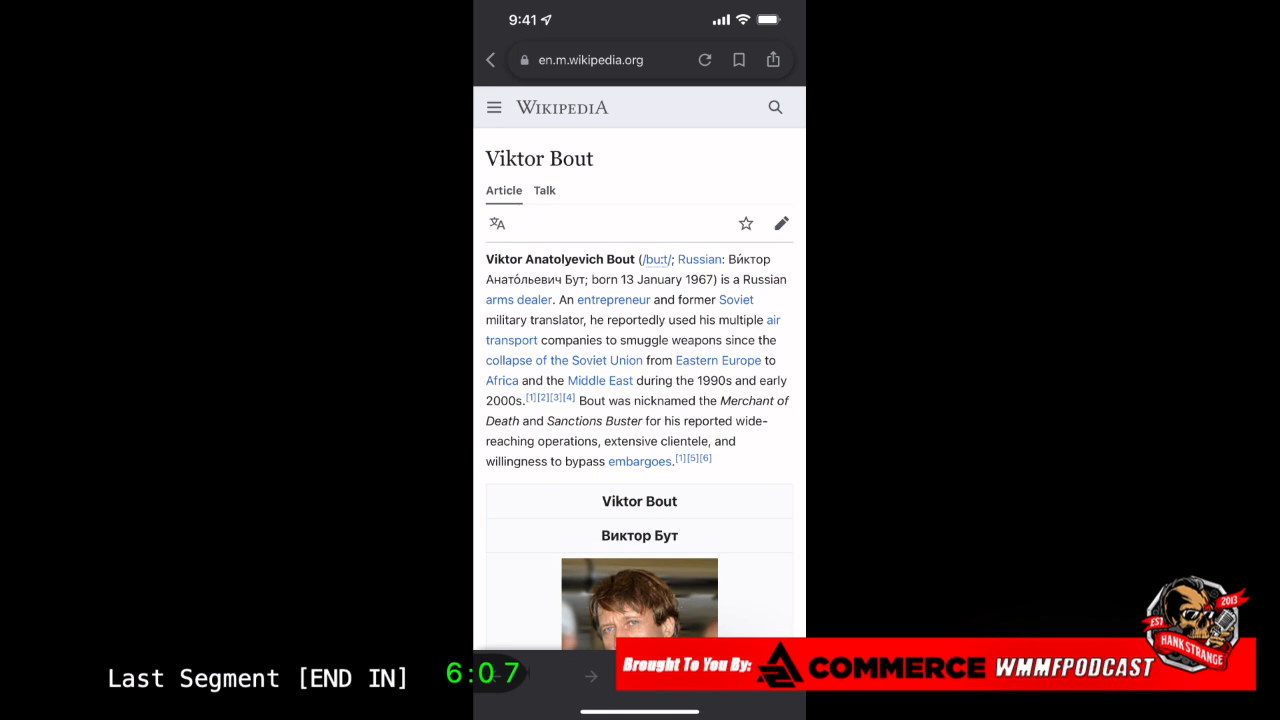 9:41
en.m.wikipedia.org
WIKIPEDIA
Viktor Bout
Article Talk
Viktor Anatolyevich Bout (/buːt/; Russian: Ви́ктор
Анато́льевич Бут; born 13 January 1967) is a Russian
arms dealer. An entrepreneur and former Soviet
military translator, he reportedly used his multiple air
transport companies to smuggle weapons since the
collapse of the Soviet Union from Eastern Europe to
Africa and the Middle East during the 1990s and early
2000s.[1][2][3][4] Bout was nicknamed the Merchant of
Death and Sanctions Buster for his reported wide-
reaching operations, extensive clientele, and
willingness to bypass embargoes.[1][5][6]
Viktor Bout
Виктор Бут
EST 2013
HANK STRANGE
Brought To You By: COMMERCE WMMFPODCAST
Last Segment [END IN] 6:07